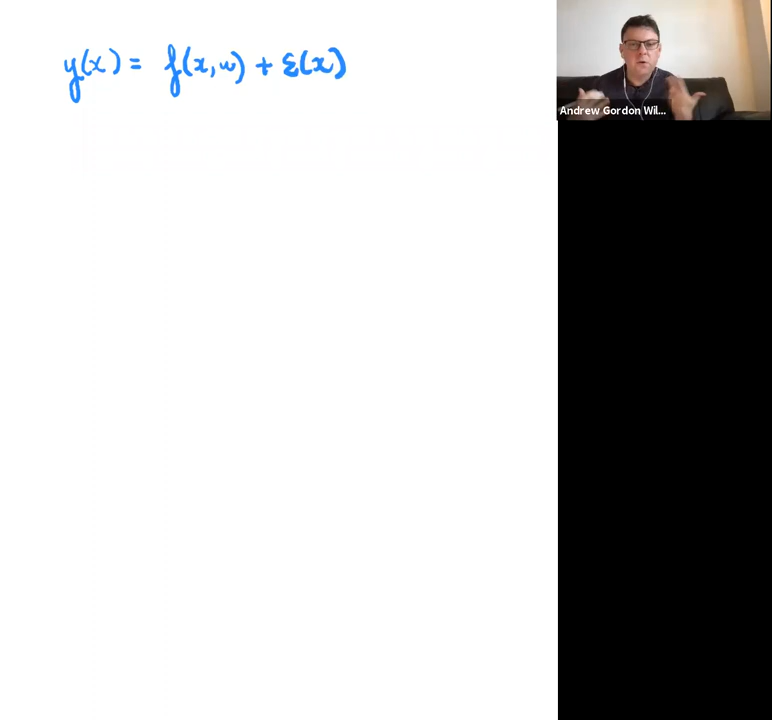 y(x) = f(x, w) + ε(x)
Andrew Gordon Wil...